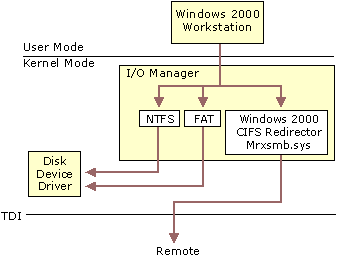 Windows 2000
Workstation
User Mode
Kernel Mode
I/O Manager
NTFS
FAT
Windows 2000
CIFS Redirector
Mrxsmb.sys
Disk
Device
Driver
TDI
Remote